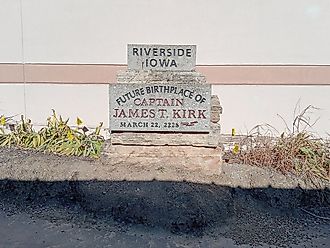 RIVERSIDE
IOWA
FUTURE BIRTHPLACE OF
CAPTAIN
JAMES T. KIRK
MARCH 22, 2228